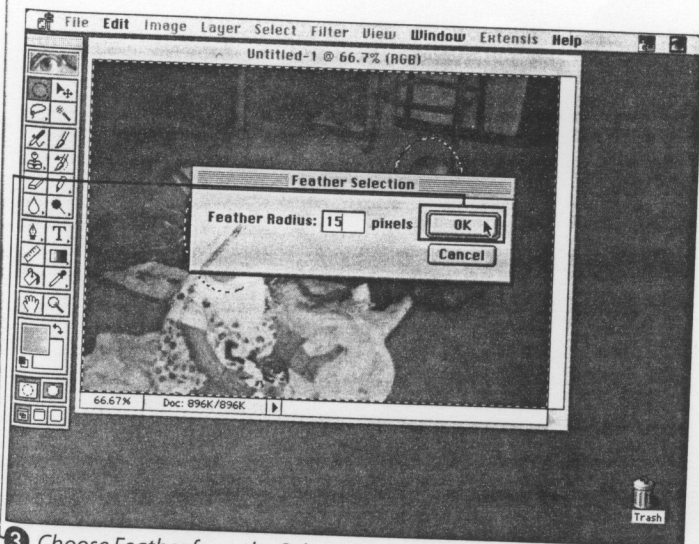 File Edit Image Layer Select Filter View Window Extensis Help
Untitled-1 @ 66.7% (RGB)
Feather Selection
Feather Radius: 15 pixels OK
Cancel
T
66.67% Doc: 896K/896K
Trash
3 Choose Feather from the